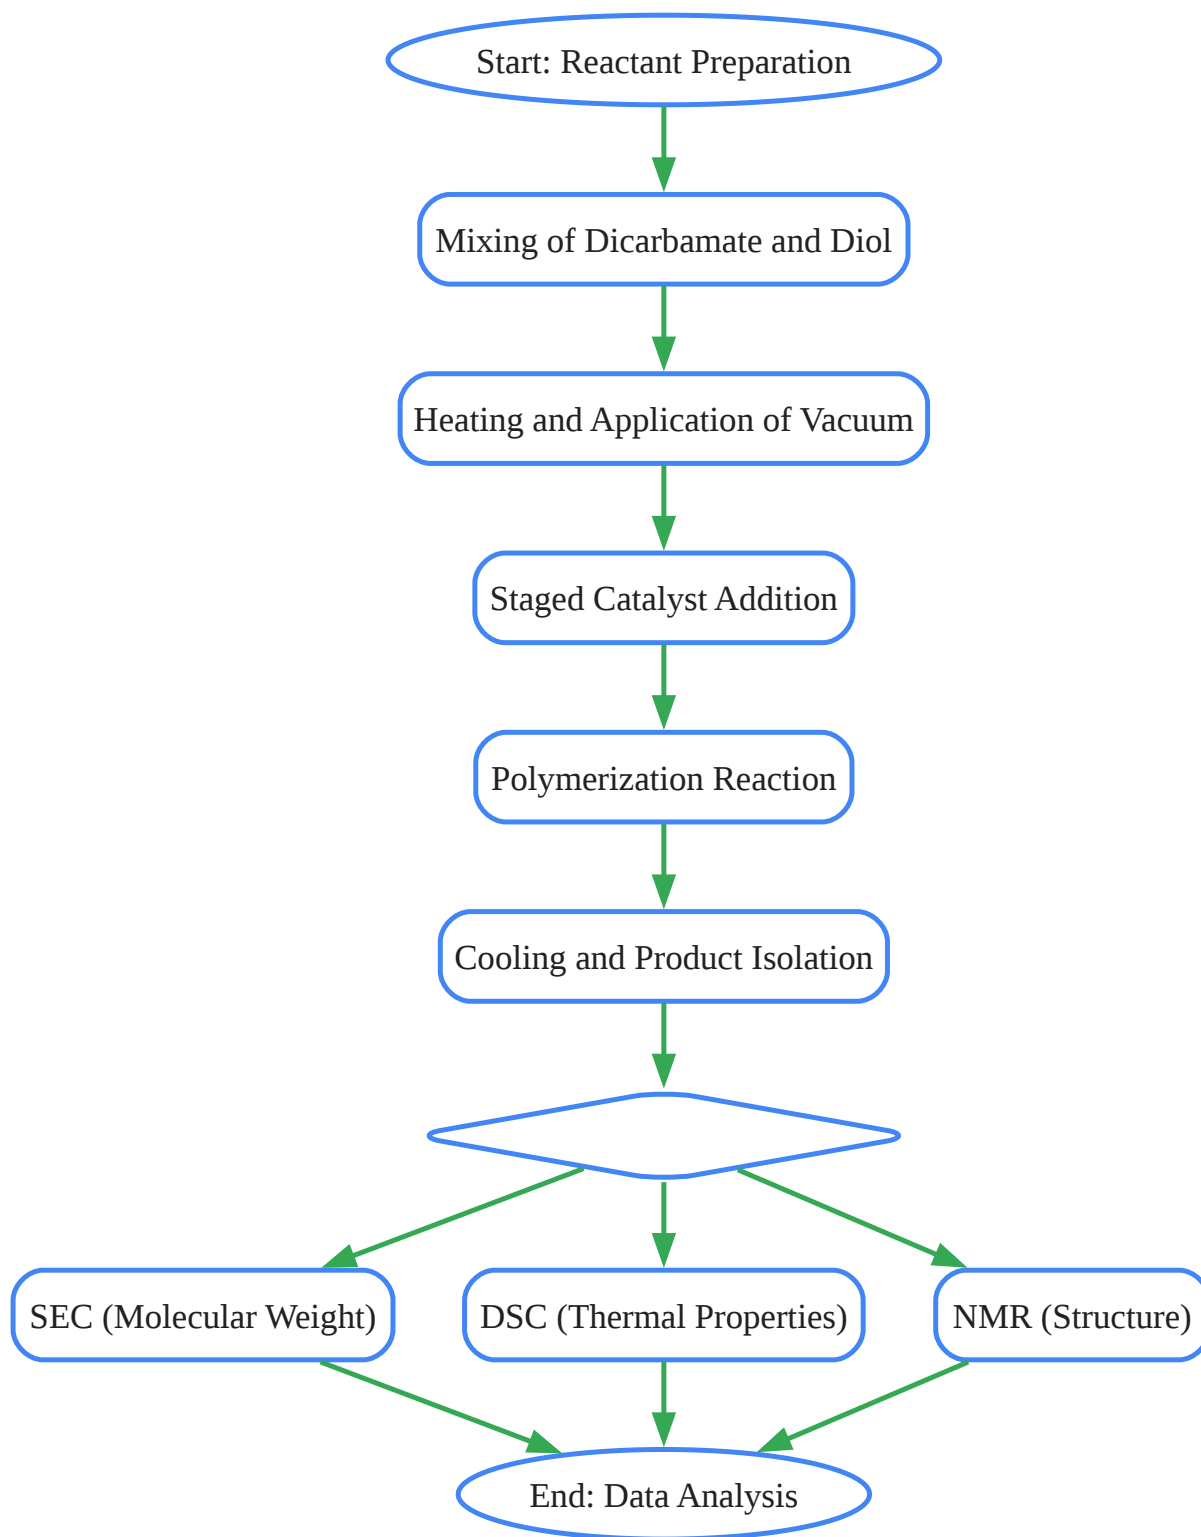 Start: Reactant Preparation
Mixing of Dicarbamate and Diol
Heating and Application of Vacuum
Staged Catalyst Addition
Polymerization Reaction
Cooling and Product Isolation
SEC (Molecular Weight)
DSC (Thermal Properties)
NMR (Structure)
End: Data Analysis